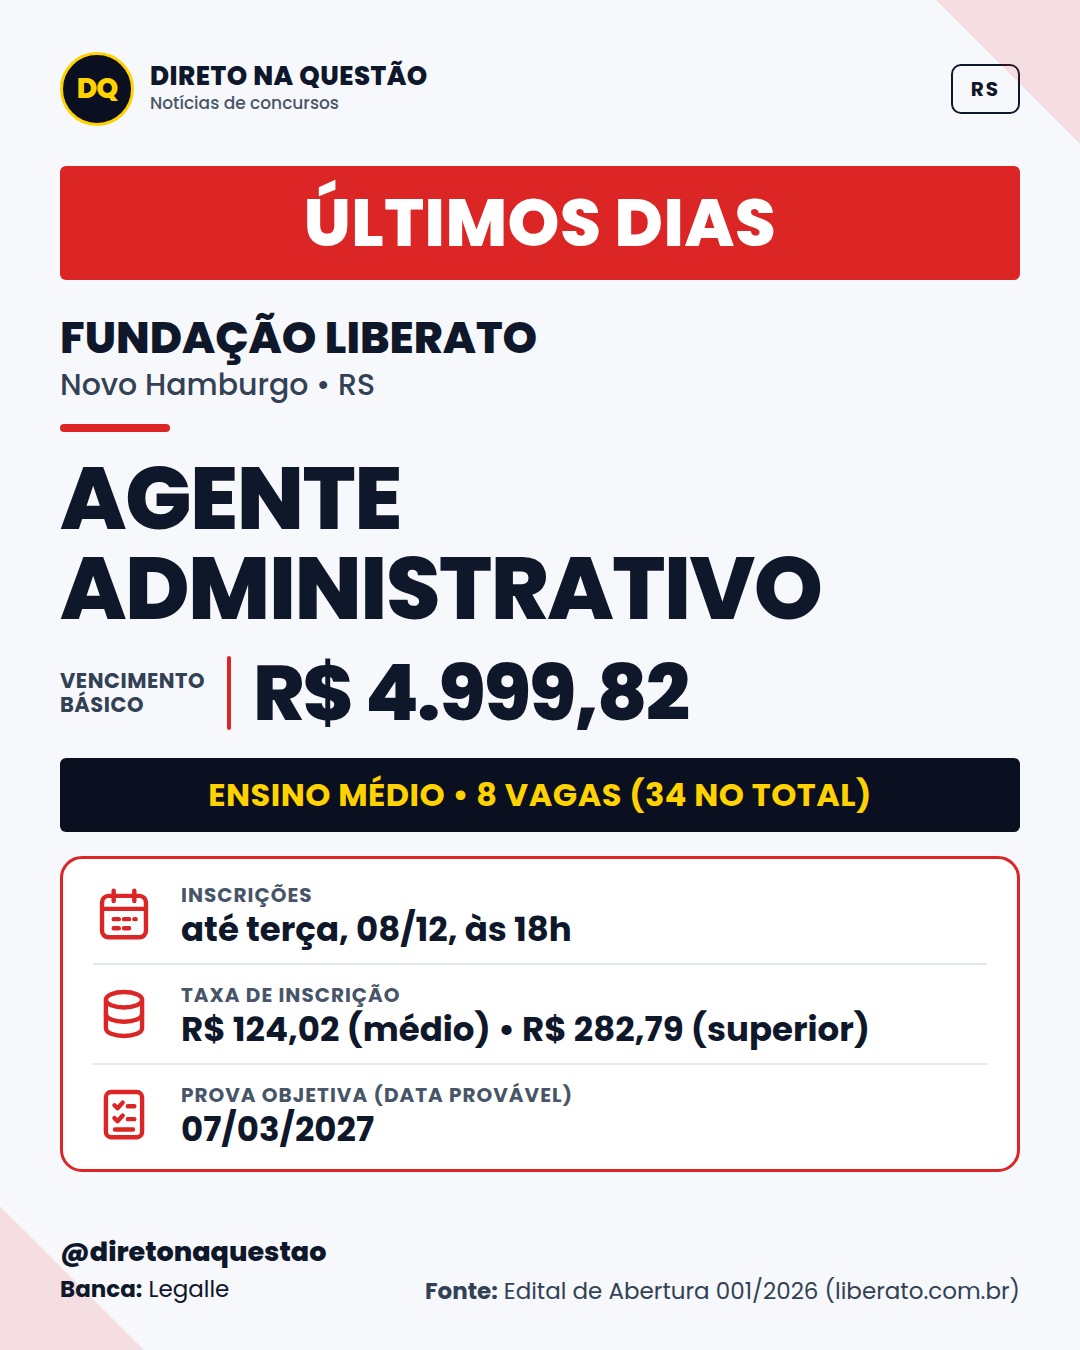 DQ
DIRETO NA QUESTÃO
Notícias de concursos
RS
ÚLTIMOS DIAS
FUNDAÇÃO LIBERATO
Novo Hamburgo • RS
AGENTE
ADMINISTRATIVO
VENCIMENTO
BÁSICO
R$ 4.999,82
ENSINO MÉDIO • 8 VAGAS (34 NO TOTAL)
INSCRIÇÕES
até terça, 08/12, às 18h
TAXA DE INSCRIÇÃO
R$ 124,02 (médio) • R$ 282,79 (superior)
PROVA OBJETIVA (DATA PROVÁVEL)
07/03/2027
@diretonaquestao
Banca: Legalle
Fonte: Edital de Abertura 001/2026 (liberato.com.br)